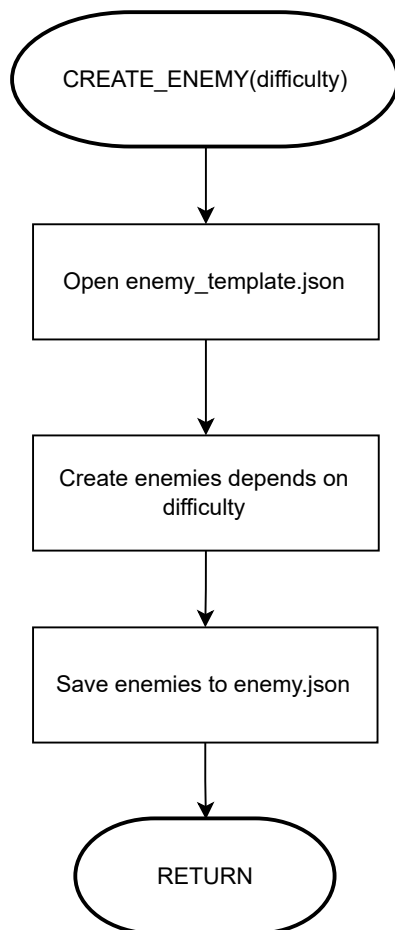 CREATE_ENEMY(difficulty)
Open enemy_template.json
Create enemies depends on
difficulty
Save enemies to enemy.json
RETURN